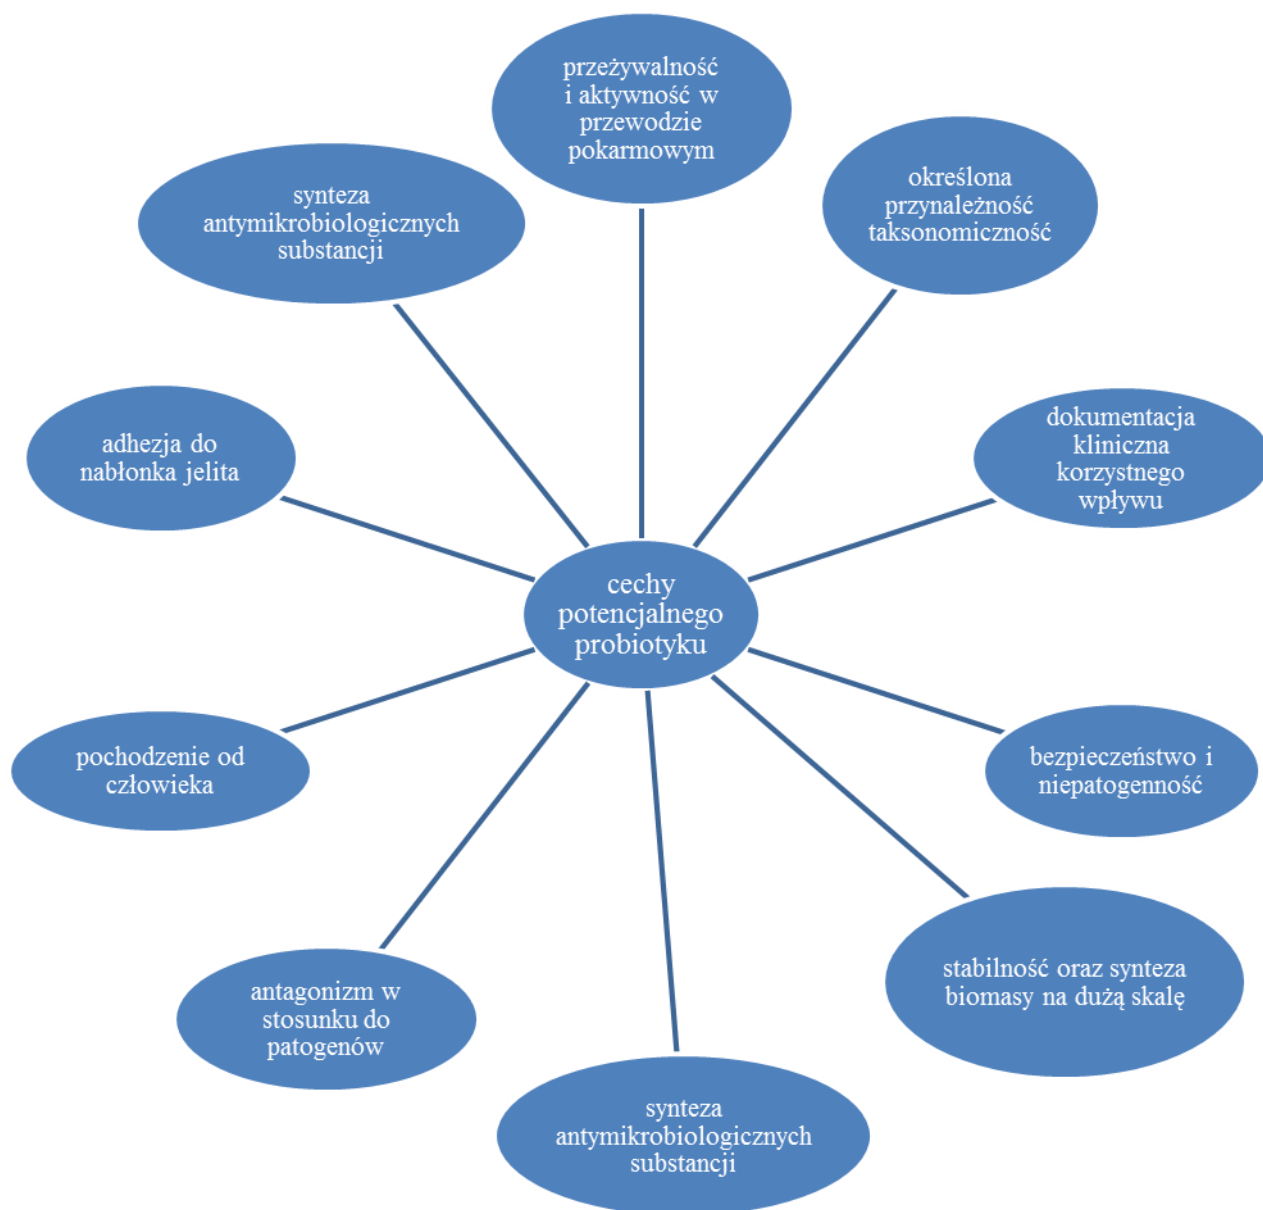 przeżywalność
i aktywność w
przewodzie
pokarmowym
określona
przynależność
taksonomiczność
synteza
antymikrobiologicznych
substancji
dokumentacja
kliniczna
korzystnego
wpływu
adhezja do
nabłonka jelita
cechy
potencjalnego
probiotyku
pochodzenie od
człowieka
bezpieczeństwo i
niepatogenność
stabilność oraz synteza
biomasy na dużą skalę
antagonizm w
stosunku do
patogenów
synteza
antymikrobiologicznych
substancji